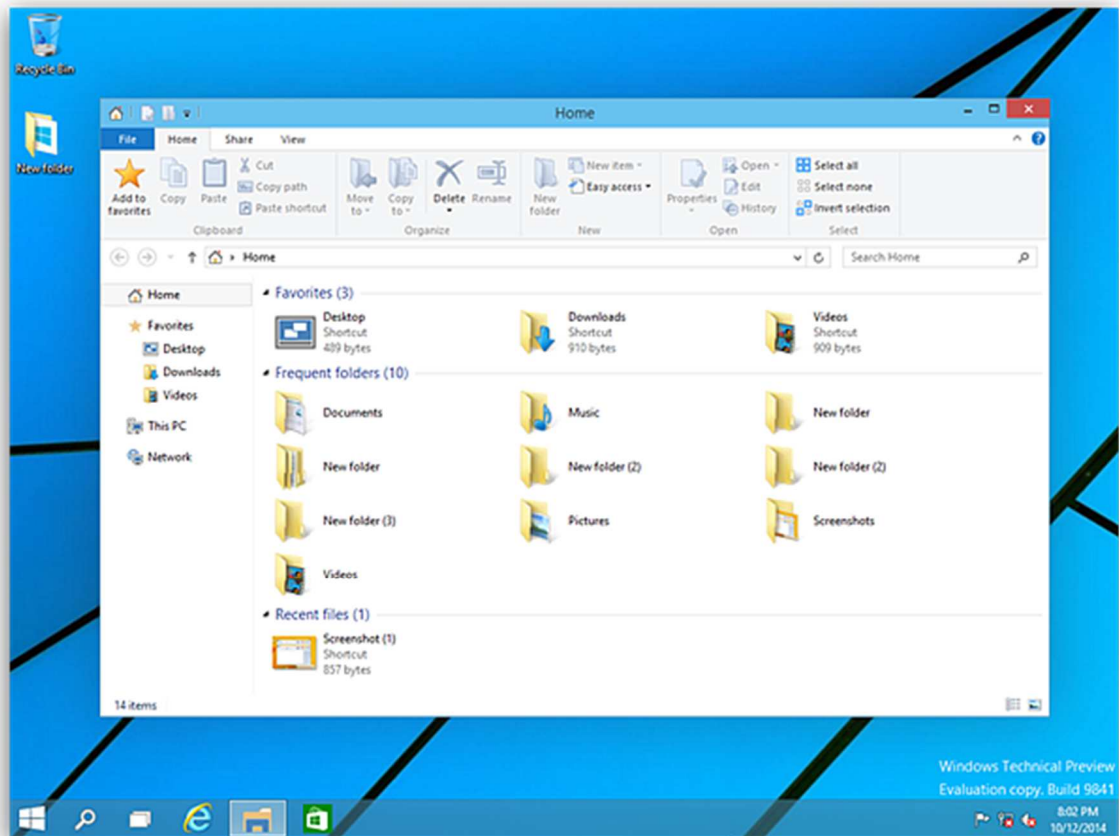 Recycle Bin
New folder
Home
File Home Share View
Add to favorites
Copy
Paste
Cut
Copy path
Paste shortcut
Clipboard
Move to
Copy to
Delete
Rename
Organize
New folder
New item
Easy access
New
Properties
Open
Edit
History
Open
Select all
Select none
Invert selection
Select
Home
Search Home
Home
Favorites
Desktop
Downloads
Videos
This PC
Network
Favorites (3)
Desktop
Shortcut
489 bytes
Downloads
Shortcut
910 bytes
Videos
Shortcut
909 bytes
Frequent folders (10)
Documents
Music
New folder
New folder
New folder (2)
New folder (2)
New folder (3)
Pictures
Screenshots
Videos
Recent files (1)
Screenshot (1)
Shortcut
857 bytes
14 items
Windows Technical Preview
Evaluation copy. Build 9841
8:02 PM
10/12/2014